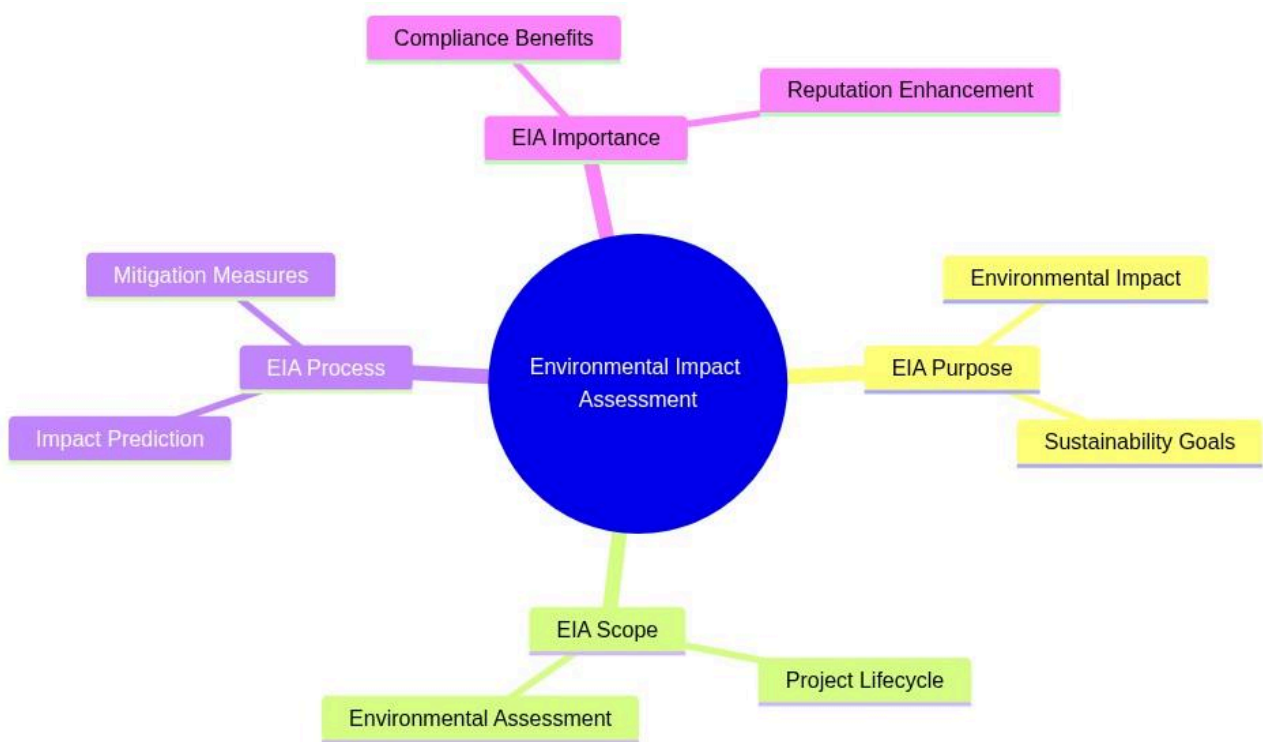 Compliance Benefits
Reputation Enhancement
EIA Importance
Mitigation Measures
Environmental Impact
EIA Process
Environmental Impact
Assessment
EIA Purpose
Impact Prediction
Sustainability Goals
EIA Scope
Project Lifecycle
Environmental Assessment